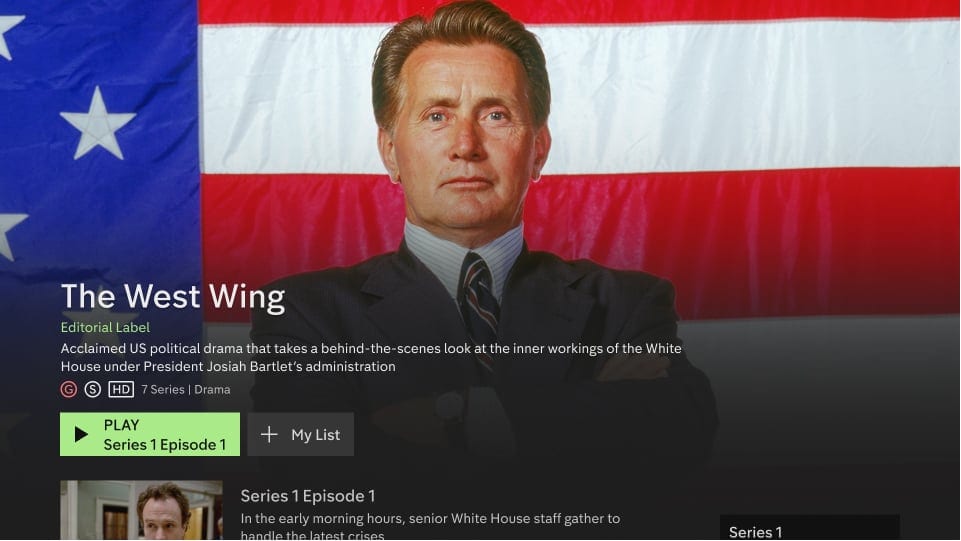 The West Wing
Editorial Label
Acclaimed US political drama that takes a behind-the-scenes look at the inner workings of the White
House under President Josiah Bartlet's administration
G S HD 7 Series | Drama
PLAY
Series 1 Episode 1
+ My List
Series 1 Episode 1
In the early morning hours, senior White House staff gather to
handle the latest crises
Series 1